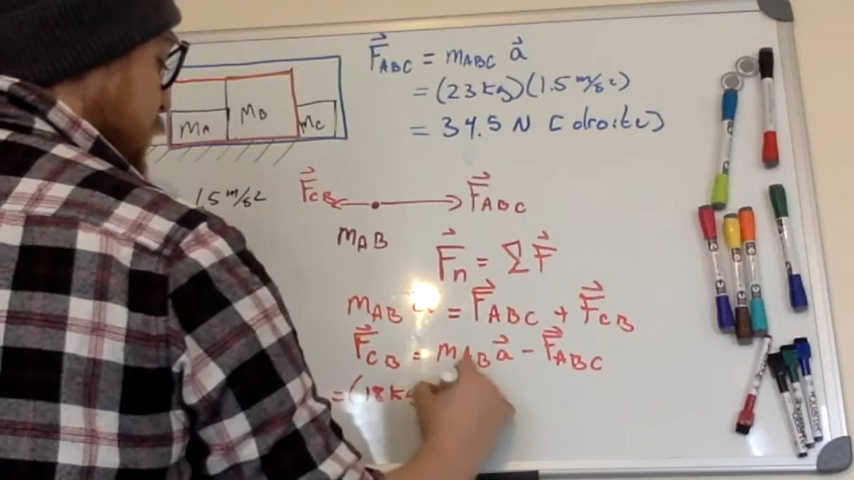 F⃗ABC = mABC a⃗
= (23 kg)(1.5 m/s²)
= 34.5 N [droite]
mA mB mC
1.5 m/s²
F⃗CB F⃗ABC
mAB
F⃗n = ∑ F⃗
mAB = F⃗ABC + F⃗CB
F⃗CB = mAB a⃗ - F⃗ABC
= (18 kg